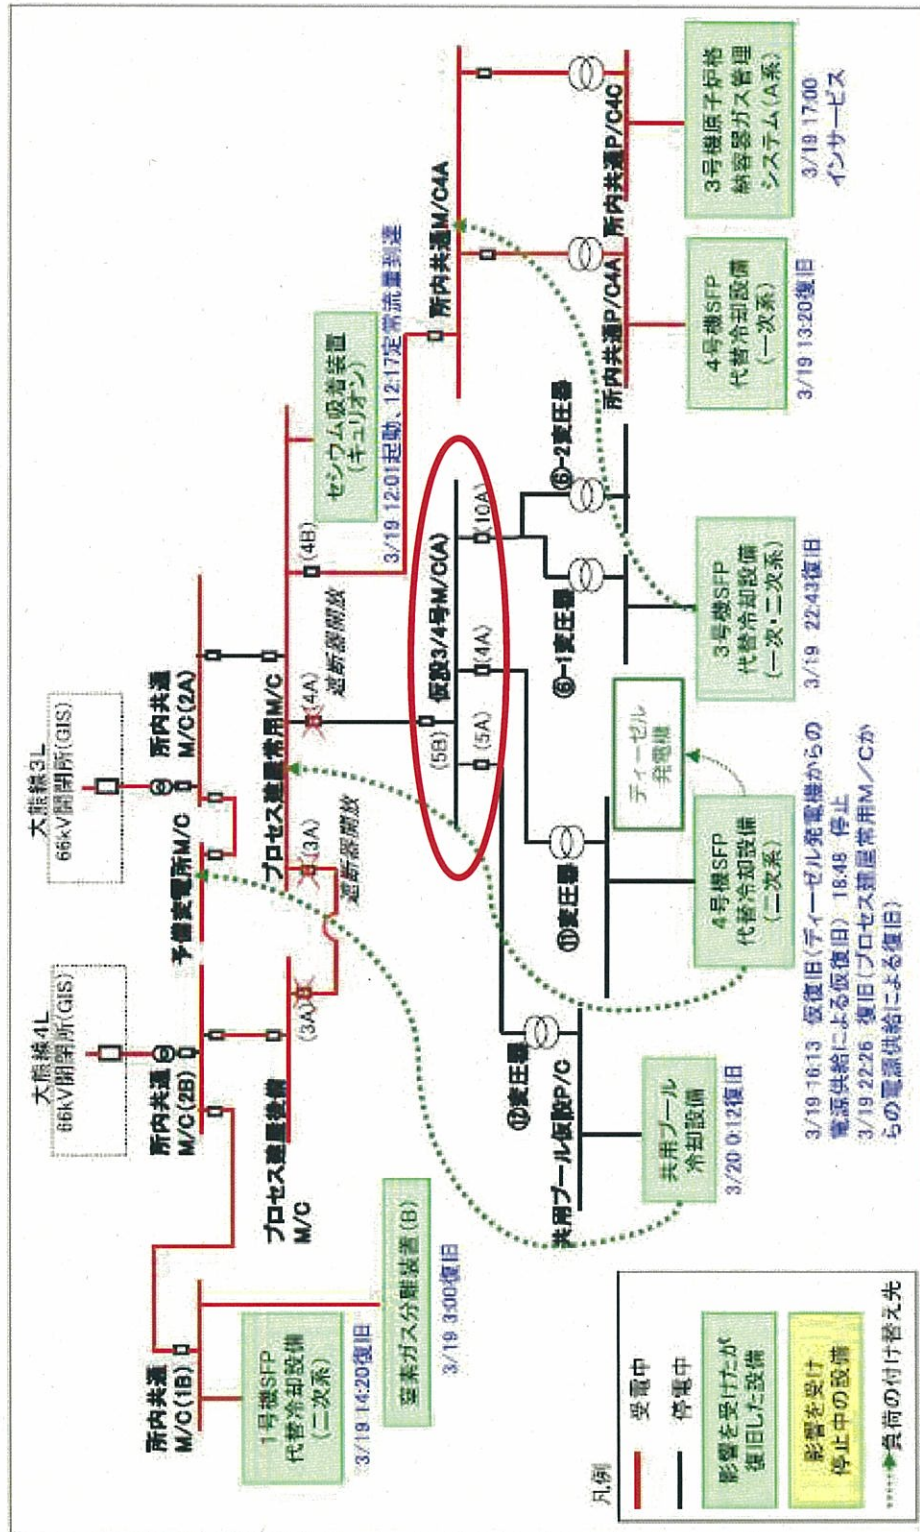 大熊線4L
66kV開閉所(GIS)
大熊線3L
66kV開閉所(GIS)
所内共通
M/C(1B)
所内共通
M/C(2B)
予備変電所M/C
所内共通
M/C(2A)
1号機SFP
代替冷却設備
(二次系)
3/19 14:20復旧
窒素ガス分離装置(B)
3/19 3:00復旧
プロセス建屋後備
M/C
(3A)
(3A)
遮断器開放
プロセス建屋常用M/C
(4A)
遮断器開放
(4B)
セシウム吸着装置
(キュリオン)
3/19 12:01起動、12:17定常流量到達
(5B)
仮設3/4号M/C(A)
(5A)
(4A)
(10A)
所内共通M/C4A
⑫変圧器
⑪変圧器
⑥-1変圧器
⑥-2変圧器
共用プール仮設P/C
所内共通P/C4A
所内共通P/C4C
共用プール
冷却設備
3/20 0:12復旧
4号機SFP
代替冷却設備
(二次系)
ディーゼル
発電機
3/19 16:13 仮復旧(ディーゼル発電機からの
電源供給による仮復旧) 18:48 停止
3/19 22:26 復旧(プロセス建屋常用M/Cか
らの電源供給による復旧)
3号機SFP
代替冷却設備
(一次・二次系)
3/19 22:43復旧
4号機SFP
代替冷却設備
(一次系)
3/19 13:20復旧
3号機原子炉格
納容器ガス管理
システム(A系)
3/19 17:00
インサービス
凡例
受電中
停電中
影響を受けたが
復旧した設備
影響を受け
停止中の設備
負荷の付け替え先